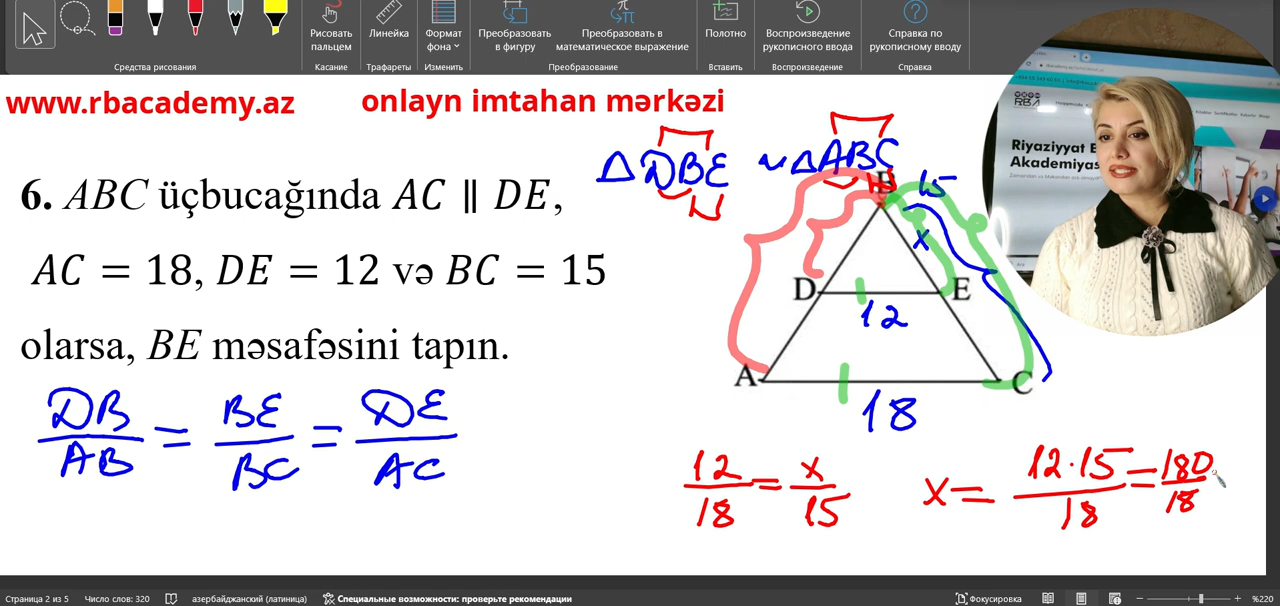 Рисовать пальцем
Линейка
Формат фона
Преобразовать в фигуру
Преобразовать в математическое выражение
Полотно
Воспроизведение рукописного ввода
Справка по рукописному вводу
Средства рисования
Касание
Трафареты
Изменить
Преобразование
Вставить
Воспроизведение
Справка
www.rbacademy.az onlayn imtahan mərkəzi
RBA
Riyaziyyat B
Akademiyas
△DBE ~ △ABC
6. ABC üçbucağında AC ∥ DE,
AC = 18, DE = 12 və BC = 15
olarsa, BE məsafəsini tapın.
B
15
x
D
E
12
A
C
18
DB/AB = BE/BC = DE/AC
12/18 = x/15
x = 12·15/18 = 180/18
Страница 2 из 5
Число слов: 320
азербайджанский (латиница)
Специальные возможности: проверьте рекомендации
Фокусировка
%220